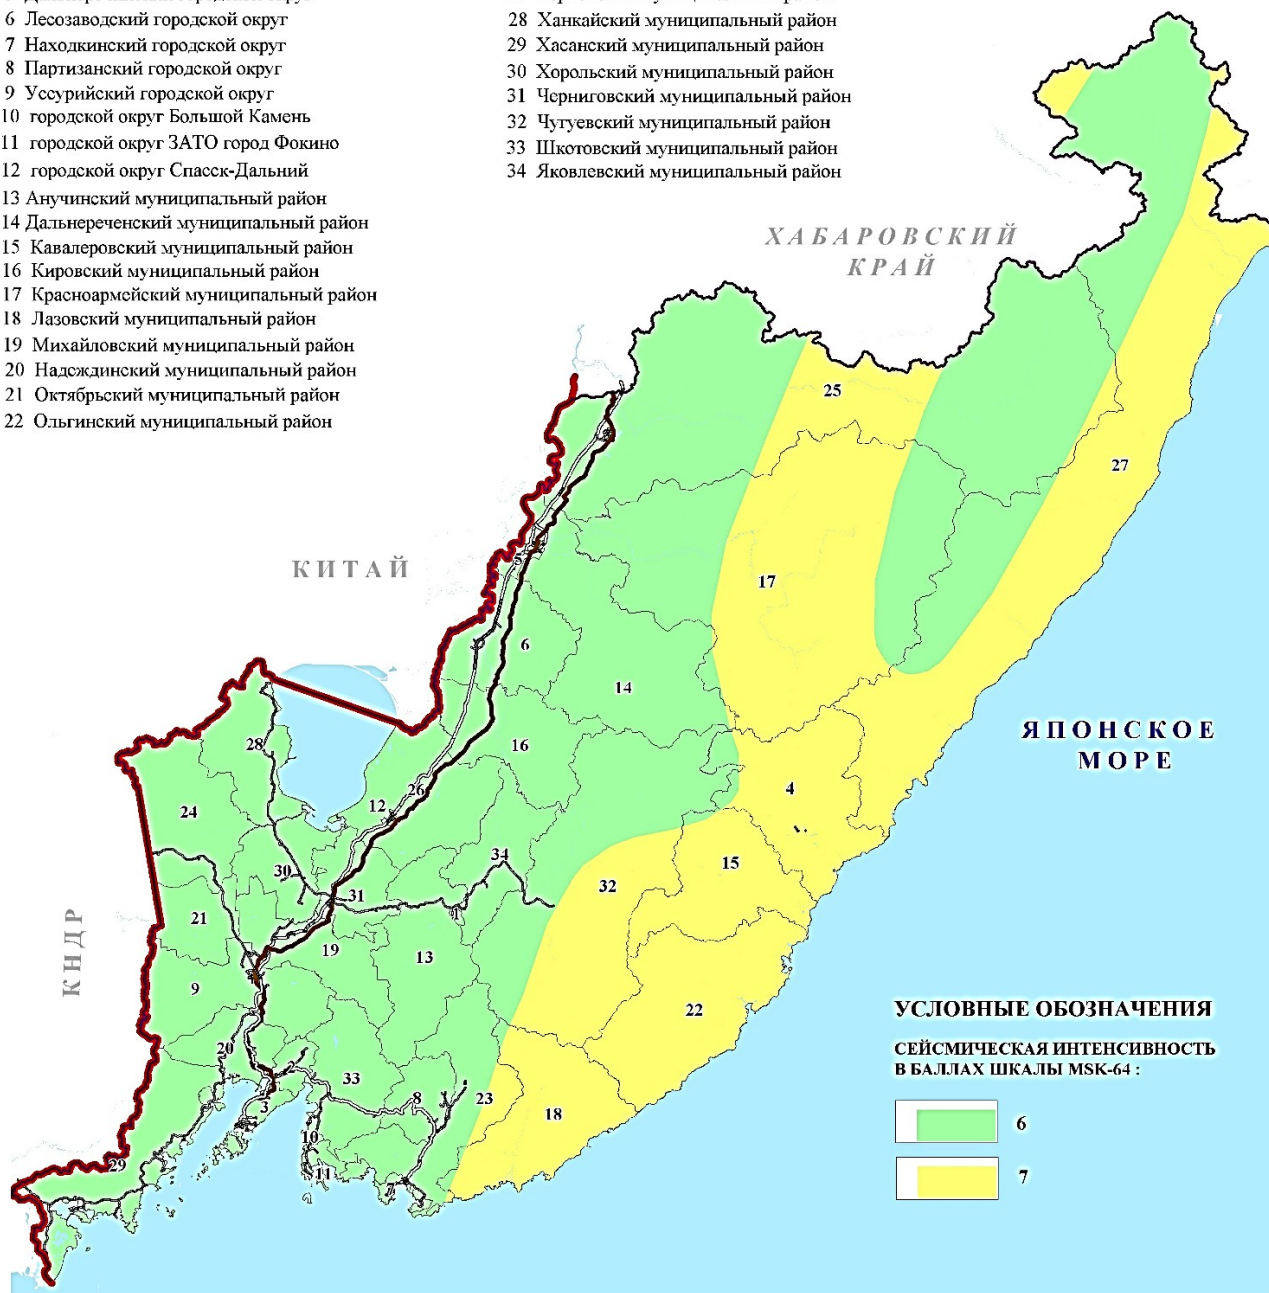 6 Лесозаводский городской округ
7 Находкинский городской округ
8 Партизанский городской округ
9 Уссурийский городской округ
10 городской округ Большой Камень
11 городской округ ЗАТО город Фокино
12 городской округ Спасск-Дальний
13 Анучинский муниципальный район
14 Дальнереченский муниципальный район
15 Кавалеровский муниципальный район
16 Кировский муниципальный район
17 Красноармейский муниципальный район
18 Лазовский муниципальный район
19 Михайловский муниципальный район
20 Надеждинский муниципальный район
21 Октябрьский муниципальный район
22 Ольгинский муниципальный район
28 Ханкайский муниципальный район
29 Хасанский муниципальный район
30 Хорольский муниципальный район
31 Черниговский муниципальный район
32 Чугуевский муниципальный район
33 Шкотовский муниципальный район
34 Яковлевский муниципальный район
ХАБАРОВСКИЙ
КРАЙ
25
27
КИТАЙ
5
17
6
14
28
16
ЯПОНСКОЕ
МОРЕ
24
12
26
4
34
15
30
32
31
1
21
КНДР
19
13
9
22
20
2
33
3
8
23
18
10
11
7
29
УСЛОВНЫЕ ОБОЗНАЧЕНИЯ
СЕЙСМИЧЕСКАЯ ИНТЕНСИВНОСТЬ
В БАЛЛАХ ШКАЛЫ MSK-64 :
6
7